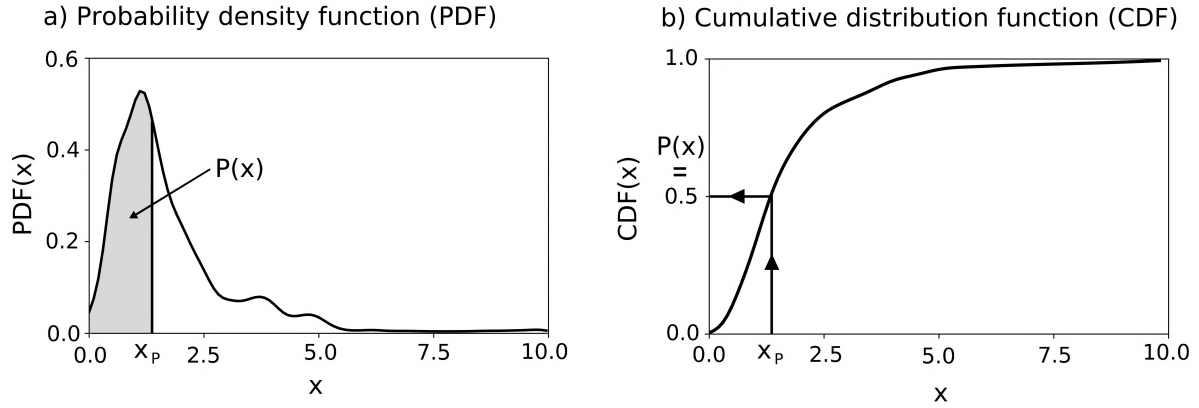 a) Probability density function (PDF)
0.6
0.4
0.2
0.0
PDF(x)
P(x)
0.0 xP 2.5 5.0 7.5 10.0
x
b) Cumulative distribution function (CDF)
1.0
P(x)
=
0.5
0.0
CDF(x)
0.0 xP 2.5 5.0 7.5 10.0
x